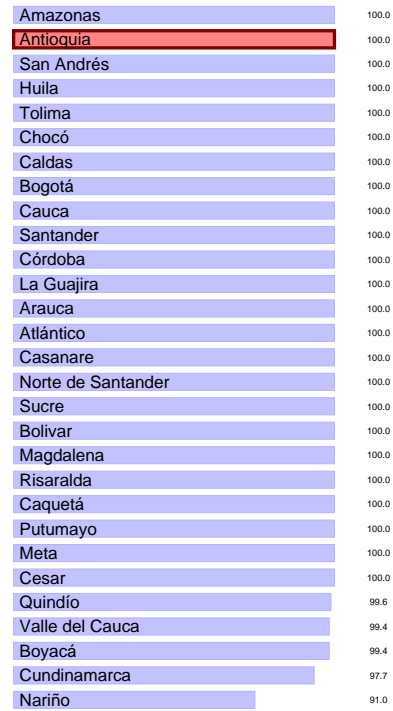 Amazonas 100.0
Antioquia 100.0
San Andrés 100.0
Huila 100.0
Tolima 100.0
Chocó 100.0
Caldas 100.0
Bogotá 100.0
Cauca 100.0
Santander 100.0
Córdoba 100.0
La Guajira 100.0
Arauca 100.0
Atlántico 100.0
Casanare 100.0
Norte de Santander 100.0
Sucre 100.0
Bolivar 100.0
Magdalena 100.0
Risaralda 100.0
Caquetá 100.0
Putumayo 100.0
Meta 100.0
Cesar 100.0
Quindío 99.6
Valle del Cauca 99.4
Boyacá 99.4
Cundinamarca 97.7
Nariño 91.0